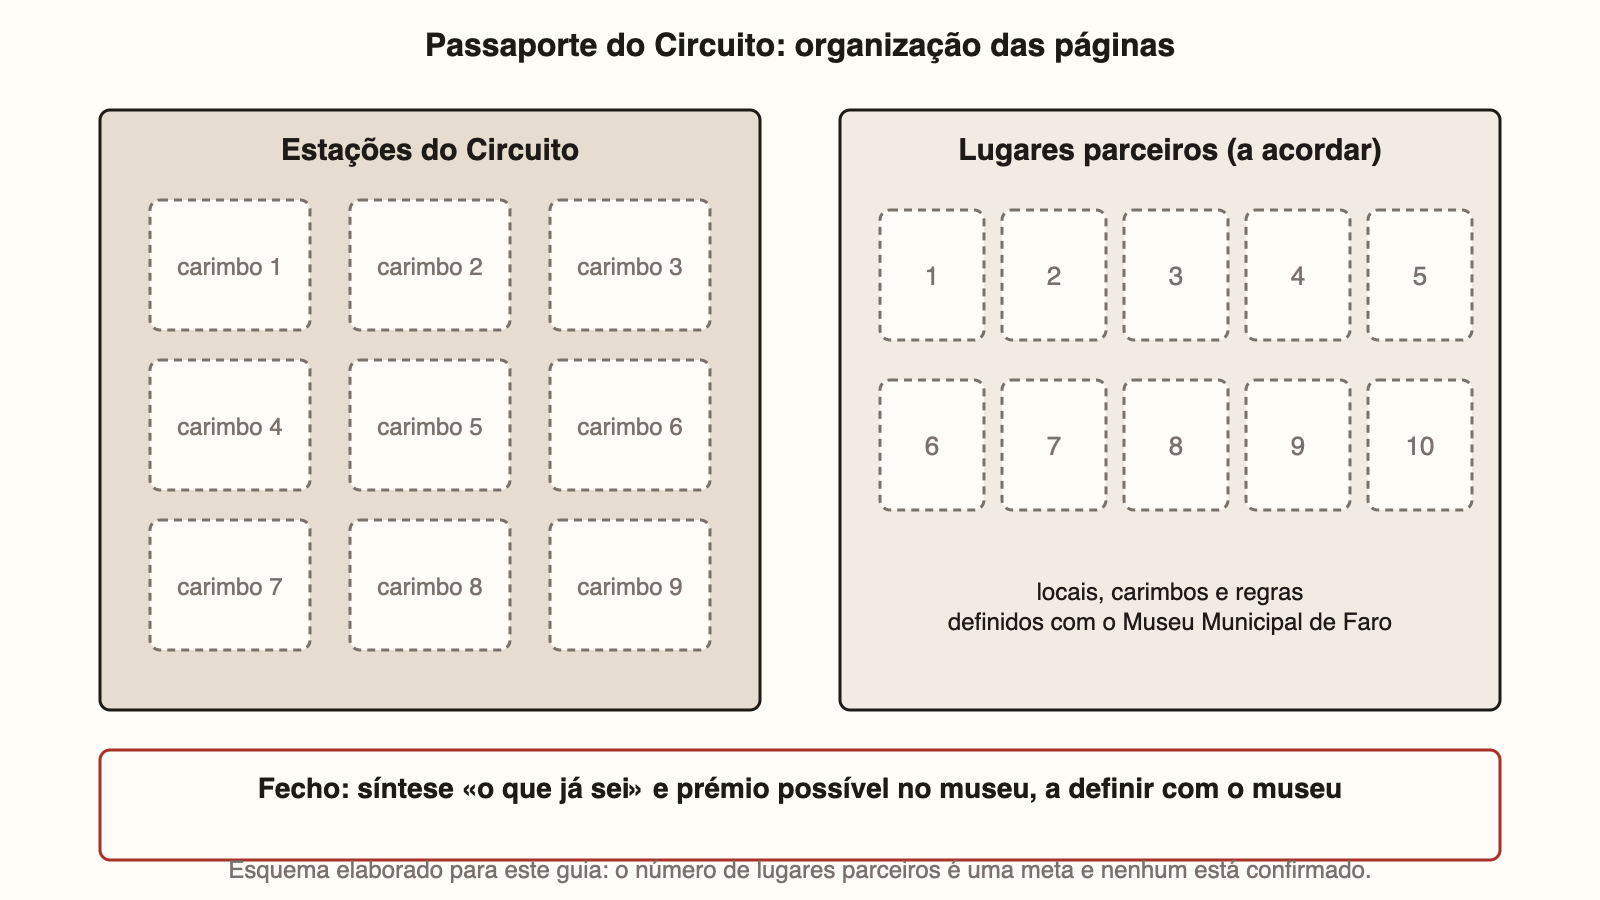 Passaporte do Circuito: organização das páginas
Estações do Circuito
carimbo 1
carimbo 2
carimbo 3
carimbo 4
carimbo 5
carimbo 6
carimbo 7
carimbo 8
carimbo 9
Lugares parceiros (a acordar)
1
2
3
4
5
6
7
8
9
10
locais, carimbos e regras
definidos com o Museu Municipal de Faro
Fecho: síntese «o que já sei» e prémio possível no museu, a definir com o museu
Esquema elaborado para este guia: o número de lugares parceiros é uma meta e nenhum está confirmado.